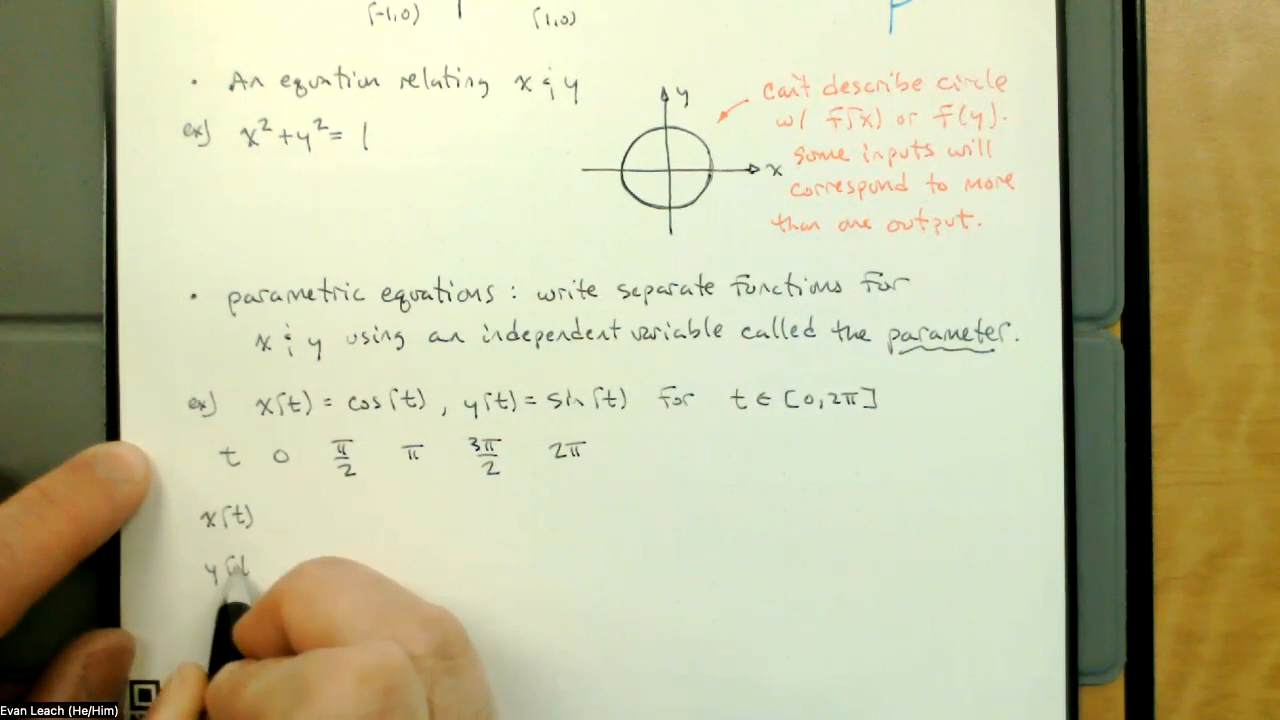 (-1,0) (1,0)
• An equation relating x & y
ex) x² + y² = 1
y
x
can't describe circle
w/ f(x) or f(y).
some inputs will
correspond to more
than one output.
• parametric equations : write separate functions for
x & y using an independent variable called the parameter.
ex) x(t) = cos(t), y(t) = sin(t) for t ∈ [0, 2π]
t 0 π/2 π 3π/2 2π
x(t)
y(t
Evan Leach (He/Him)